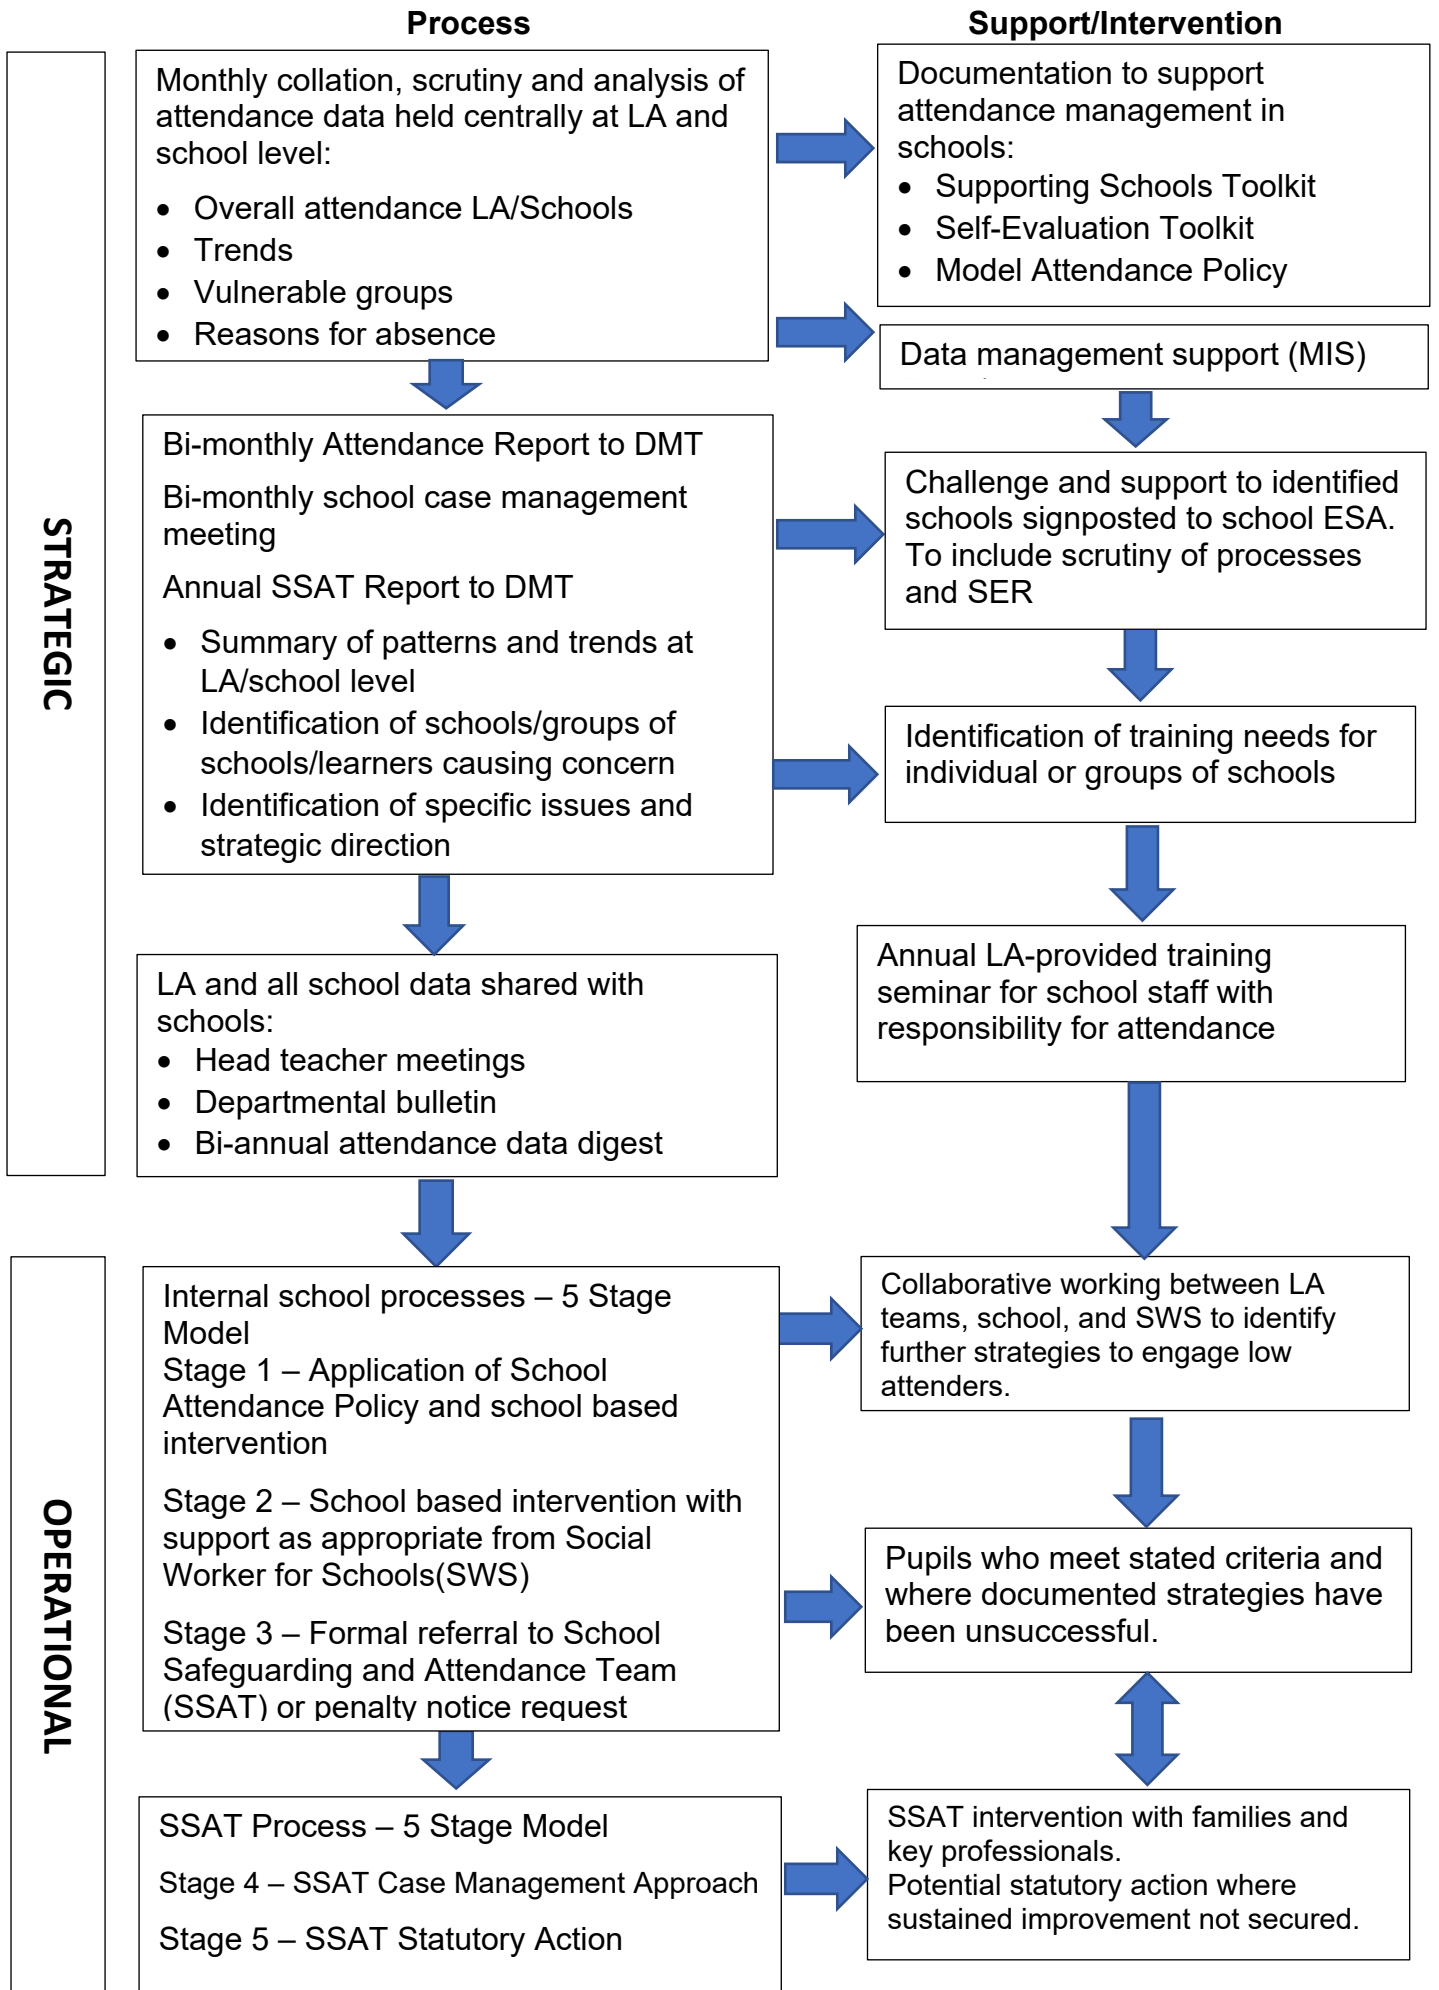 Process
Support/Intervention
STRATEGIC
Monthly collation, scrutiny and analysis of
attendance data held centrally at LA and
school level:
• Overall attendance LA/Schools
• Trends
• Vulnerable groups
• Reasons for absence
Documentation to support
attendance management in
schools:
• Supporting Schools Toolkit
• Self-Evaluation Toolkit
• Model Attendance Policy
Data management support (MIS)
Bi-monthly Attendance Report to DMT
Bi-monthly school case management
meeting
Annual SSAT Report to DMT
• Summary of patterns and trends at
LA/school level
• Identification of schools/groups of
schools/learners causing concern
• Identification of specific issues and
strategic direction
Challenge and support to identified
schools signposted to school ESA.
To include scrutiny of processes
and SER
Identification of training needs for
individual or groups of schools
LA and all school data shared with
schools:
• Head teacher meetings
• Departmental bulletin
• Bi-annual attendance data digest
Annual LA-provided training
seminar for school staff with
responsibility for attendance
OPERATIONAL
Internal school processes – 5 Stage
Model
Stage 1 – Application of School
Attendance Policy and school based
intervention
Stage 2 – School based intervention with
support as appropriate from Social
Worker for Schools(SWS)
Stage 3 – Formal referral to School
Safeguarding and Attendance Team
(SSAT) or penalty notice request
Collaborative working between LA
teams, school, and SWS to identify
further strategies to engage low
attenders.
Pupils who meet stated criteria and
where documented strategies have
been unsuccessful.
SSAT Process – 5 Stage Model
Stage 4 – SSAT Case Management Approach
Stage 5 – SSAT Statutory Action
SSAT intervention with families and
key professionals.
Potential statutory action where
sustained improvement not secured.